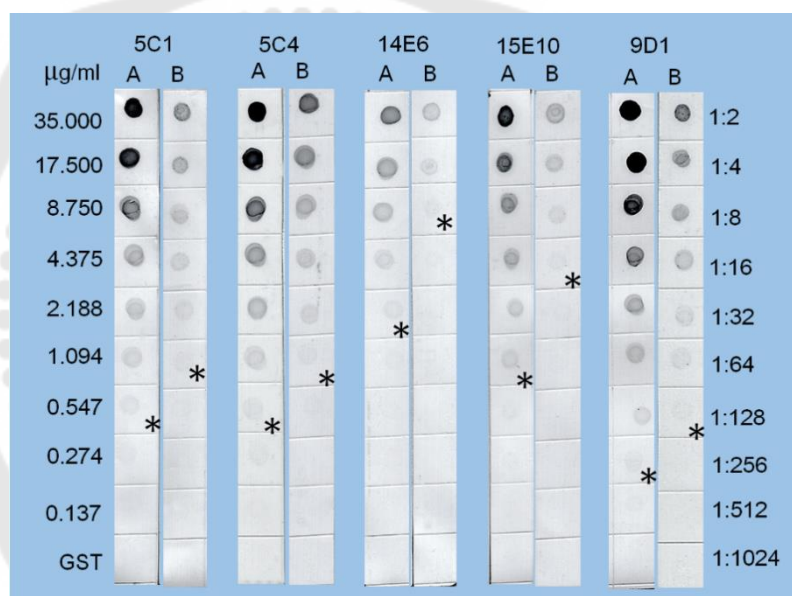 5C1 5C4 14E6 15E10 9D1
μg/ml A B A B A B A B A B
35.000 1:2
17.500 1:4
8.750 * 1:8
4.375 * 1:16
2.188 * 1:32
1.094 * * * 1:64
0.547 * * * 1:128
0.274 * 1:256
0.137 1:512
GST 1:1024